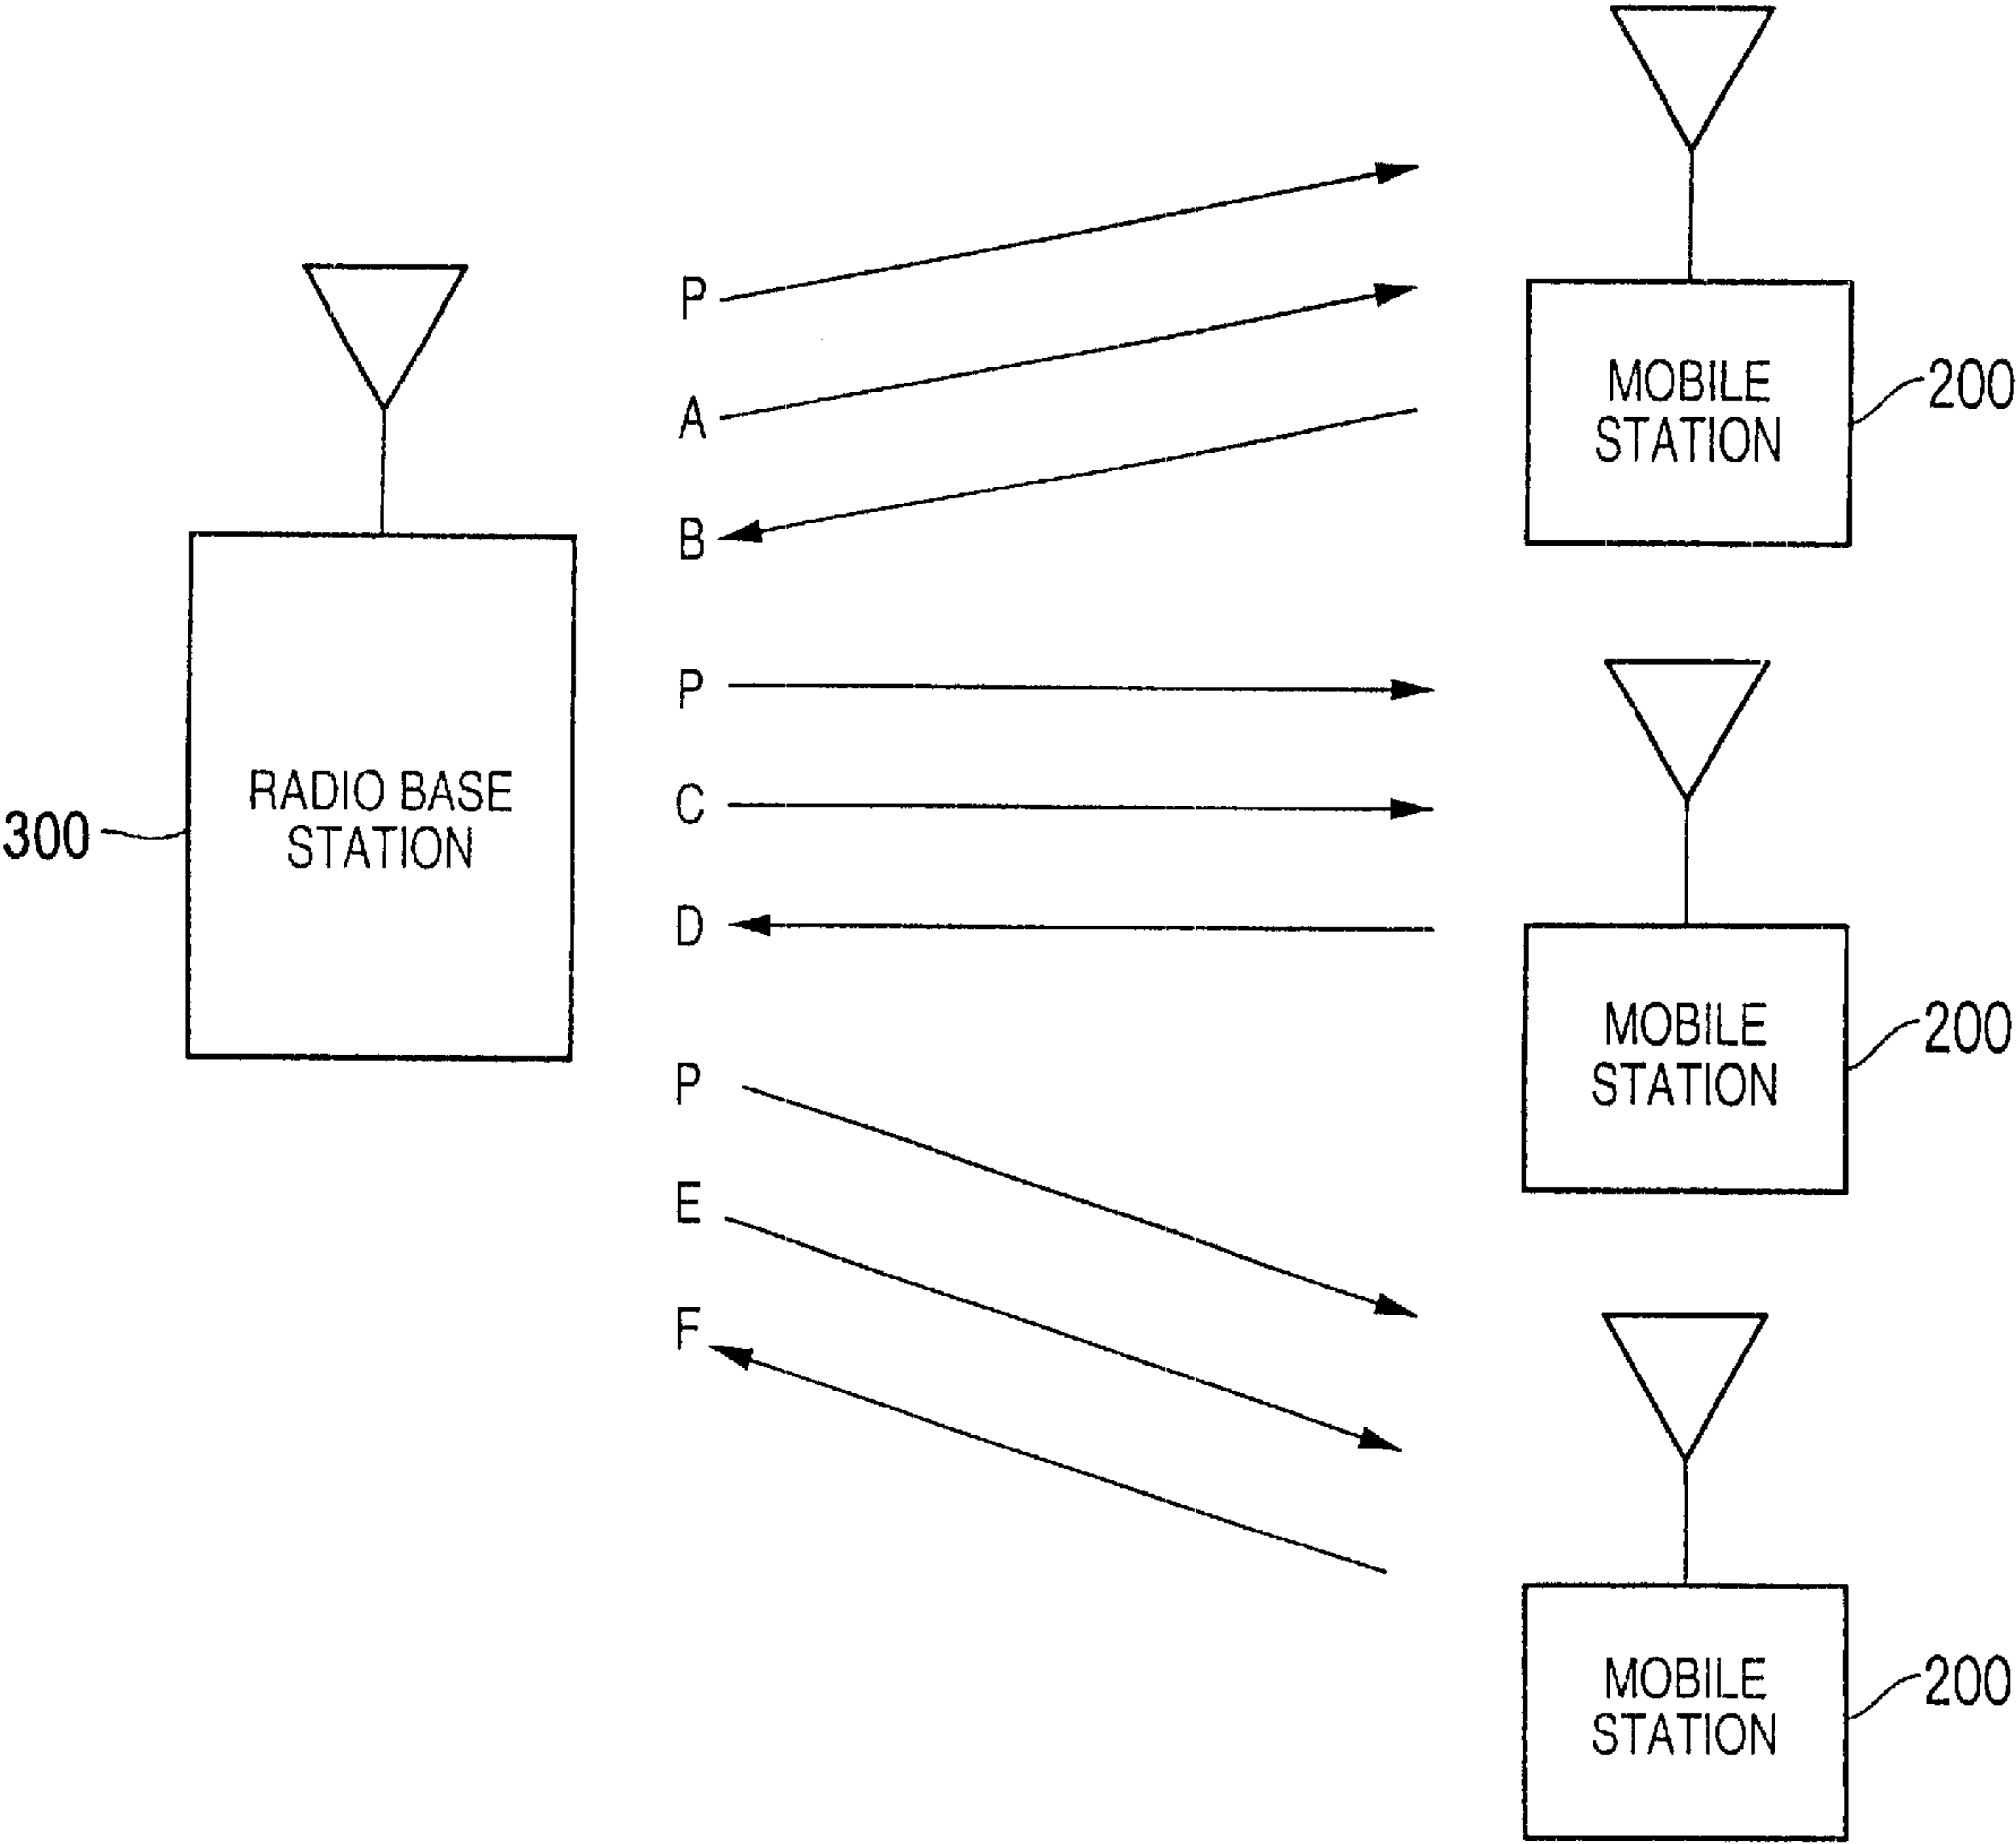 P
A
B
MOBILE
STATION
200
300
RADIO BASE
STATION
P
C
D
MOBILE
STATION
200
P
E
F
MOBILE
STATION
200